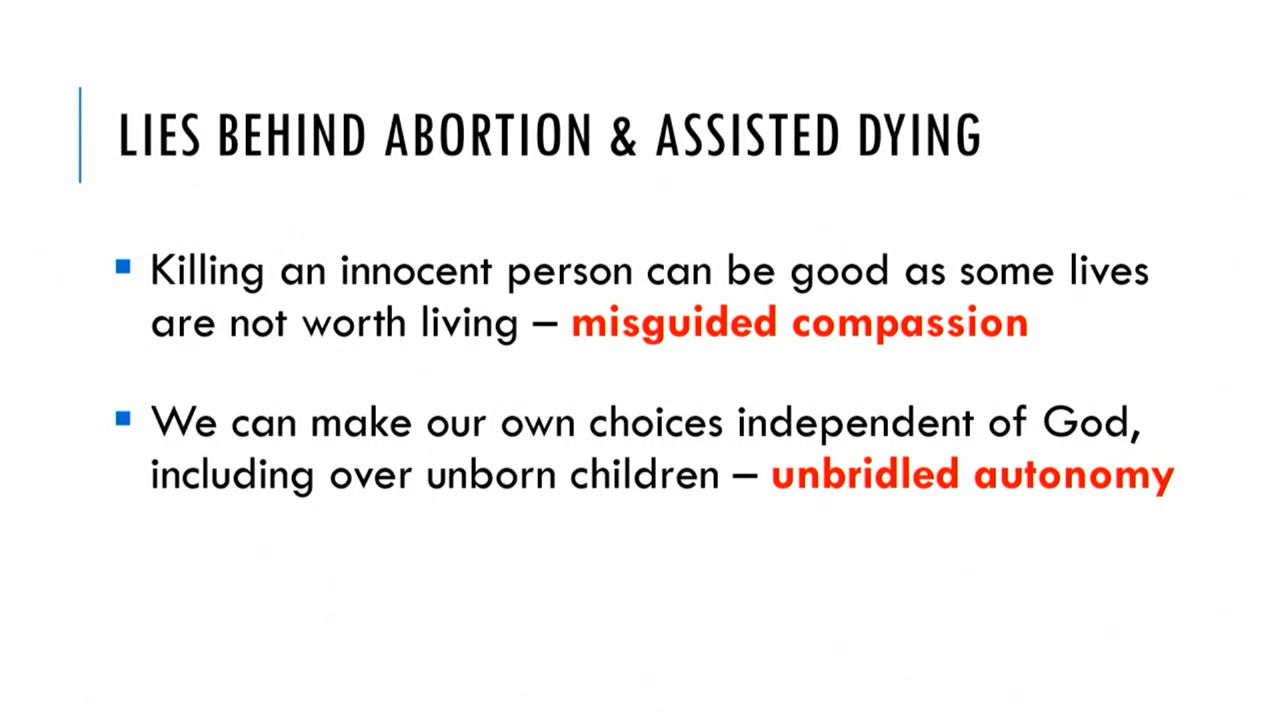 LIES BEHIND ABORTION & ASSISTED DYING
Killing an innocent person can be good as some lives
are not worth living – misguided compassion
We can make our own choices independent of God,
including over unborn children – unbridled autonomy